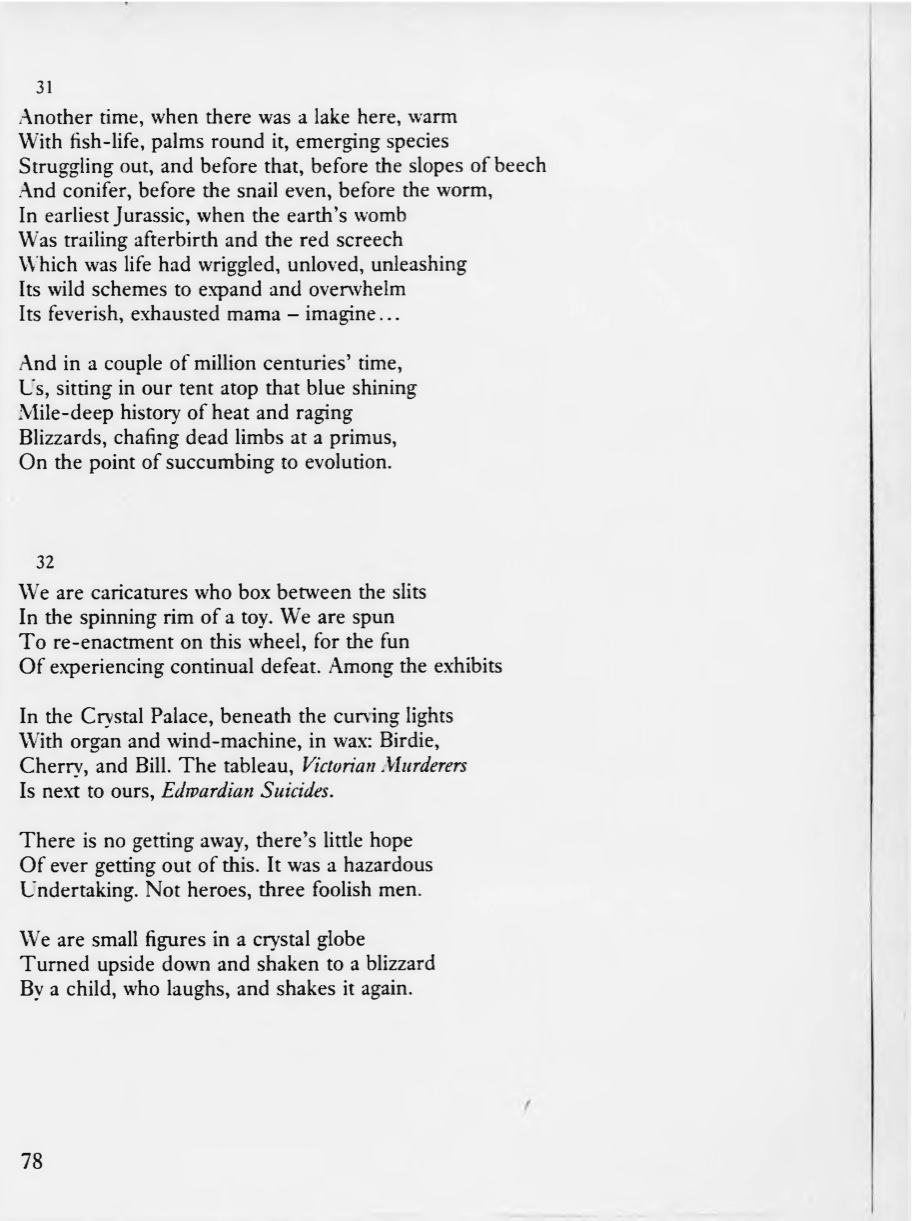 31
Another time, when there was a lake here, warm
With fish-life, palms round it, emerging species
Struggling out, and before that, before the slopes of beech
And conifer, before the snail even, before the worm,
In earliest Jurassic, when the earth's womb
Was trailing afterbirth and the red screech
Which was life had wriggled, unloved, unleashing
Its wild schemes to expand and overwhelm
Its feverish, exhausted mama – imagine...

And in a couple of million centuries' time,
Us, sitting in our tent atop that blue shining
Mile-deep history of heat and raging
Blizzards, chafing dead limbs at a primus,
On the point of succumbing to evolution.

32
We are caricatures who box between the slits
In the spinning rim of a toy. We are spun
To re-enactment on this wheel, for the fun
Of experiencing continual defeat. Among the exhibits

In the Crystal Palace, beneath the curving lights
With organ and wind-machine, in wax: Birdie,
Cherry, and Bill. The tableau, Victorian Murderers
Is next to ours, Edwardian Suicides.

There is no getting away, there's little hope
Of ever getting out of this. It was a hazardous
Undertaking. Not heroes, three foolish men.

We are small figures in a crystal globe
Turned upside down and shaken to a blizzard
By a child, who laughs, and shakes it again.

78